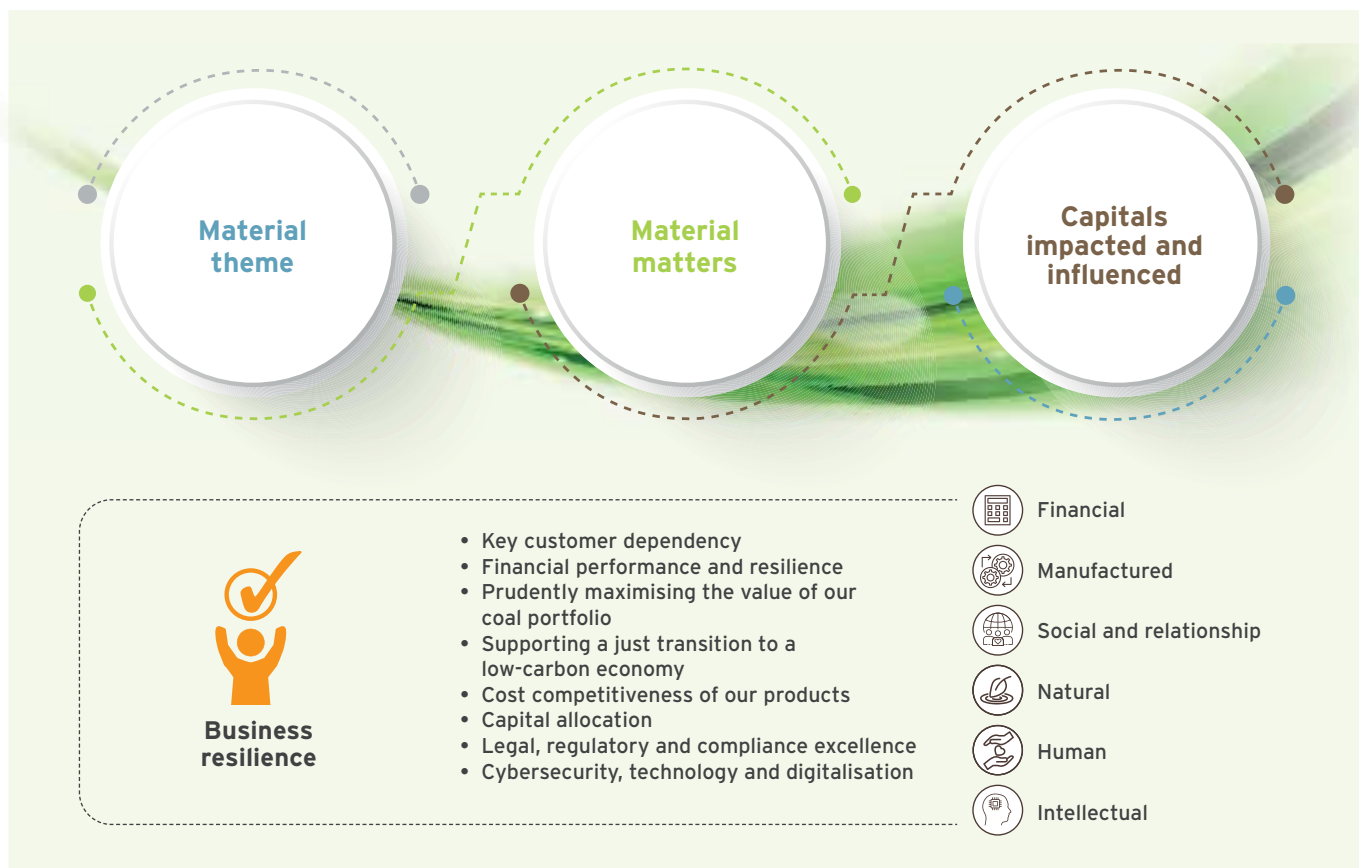 Material
theme
Material
matters
Capitals
impacted and
influenced
Business
resilience
• Key customer dependency
• Financial performance and resilience
• Prudently maximising the value of our
coal portfolio
• Supporting a just transition to a
low-carbon economy
• Cost competitiveness of our products
• Capital allocation
• Legal, regulatory and compliance excellence
• Cybersecurity, technology and digitalisation
Financial
Manufactured
Social and relationship
Natural
Human
Intellectual